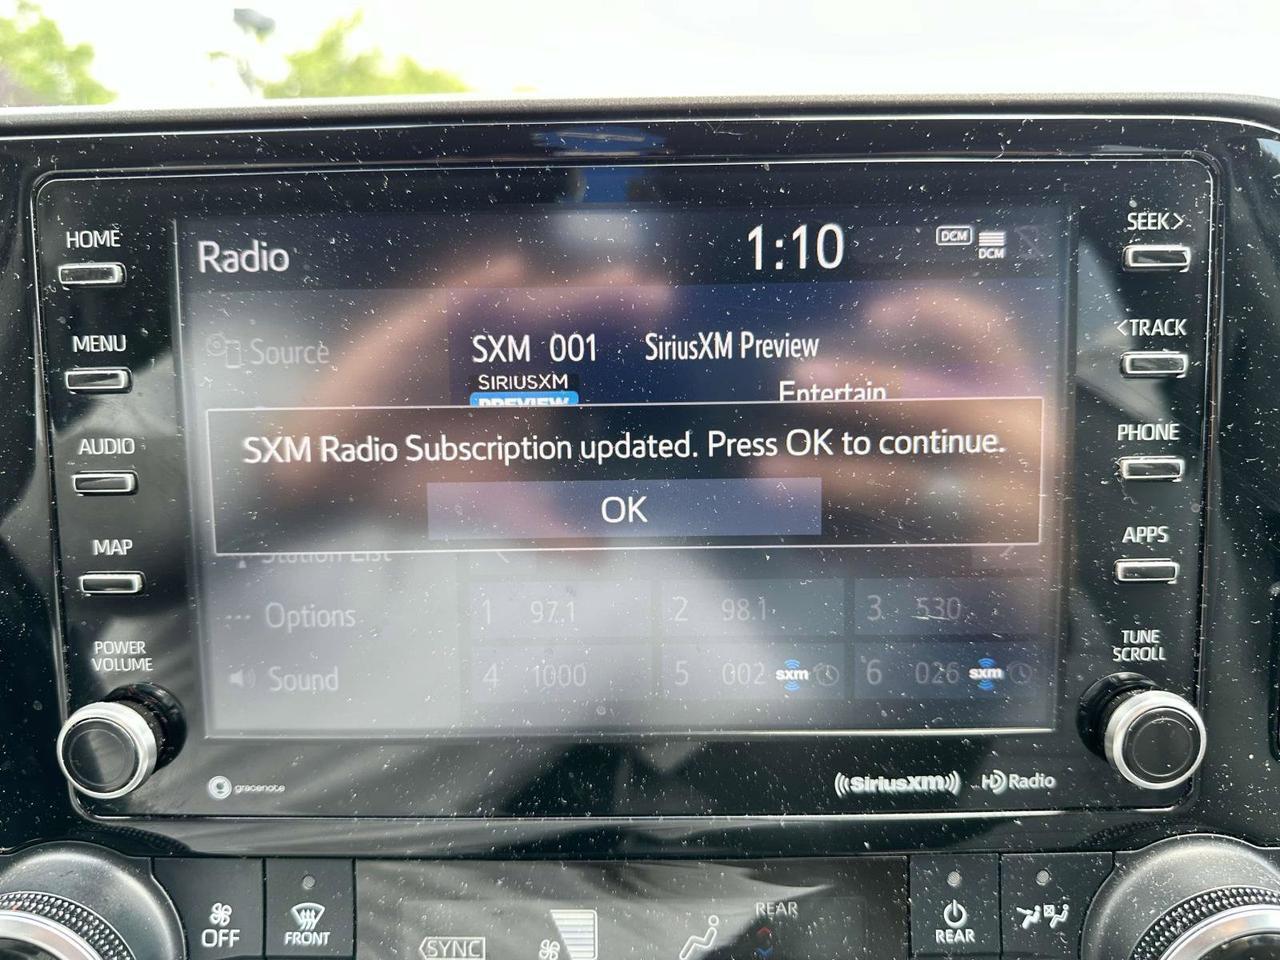 HOME
MENU
AUDIO
MAP
POWER
VOLUME
Radio
1:10
DCM
DCM
Source
SXM 001 SiriusXM Preview
SIRIUSXM
PREVIEW
Entertain
SXM Radio Subscription updated. Press OK to continue.
OK
Station List
Options
Sound
1 97.1
2 98.1
3 530
4 1000
5 002 sxm
6 026 sxm
SEEK>
<TRACK
PHONE
APPS
TUNE
SCROLL
gracenote
((SiriusXM))
HD Radio
OFF
FRONT
SYNC
REAR
REAR